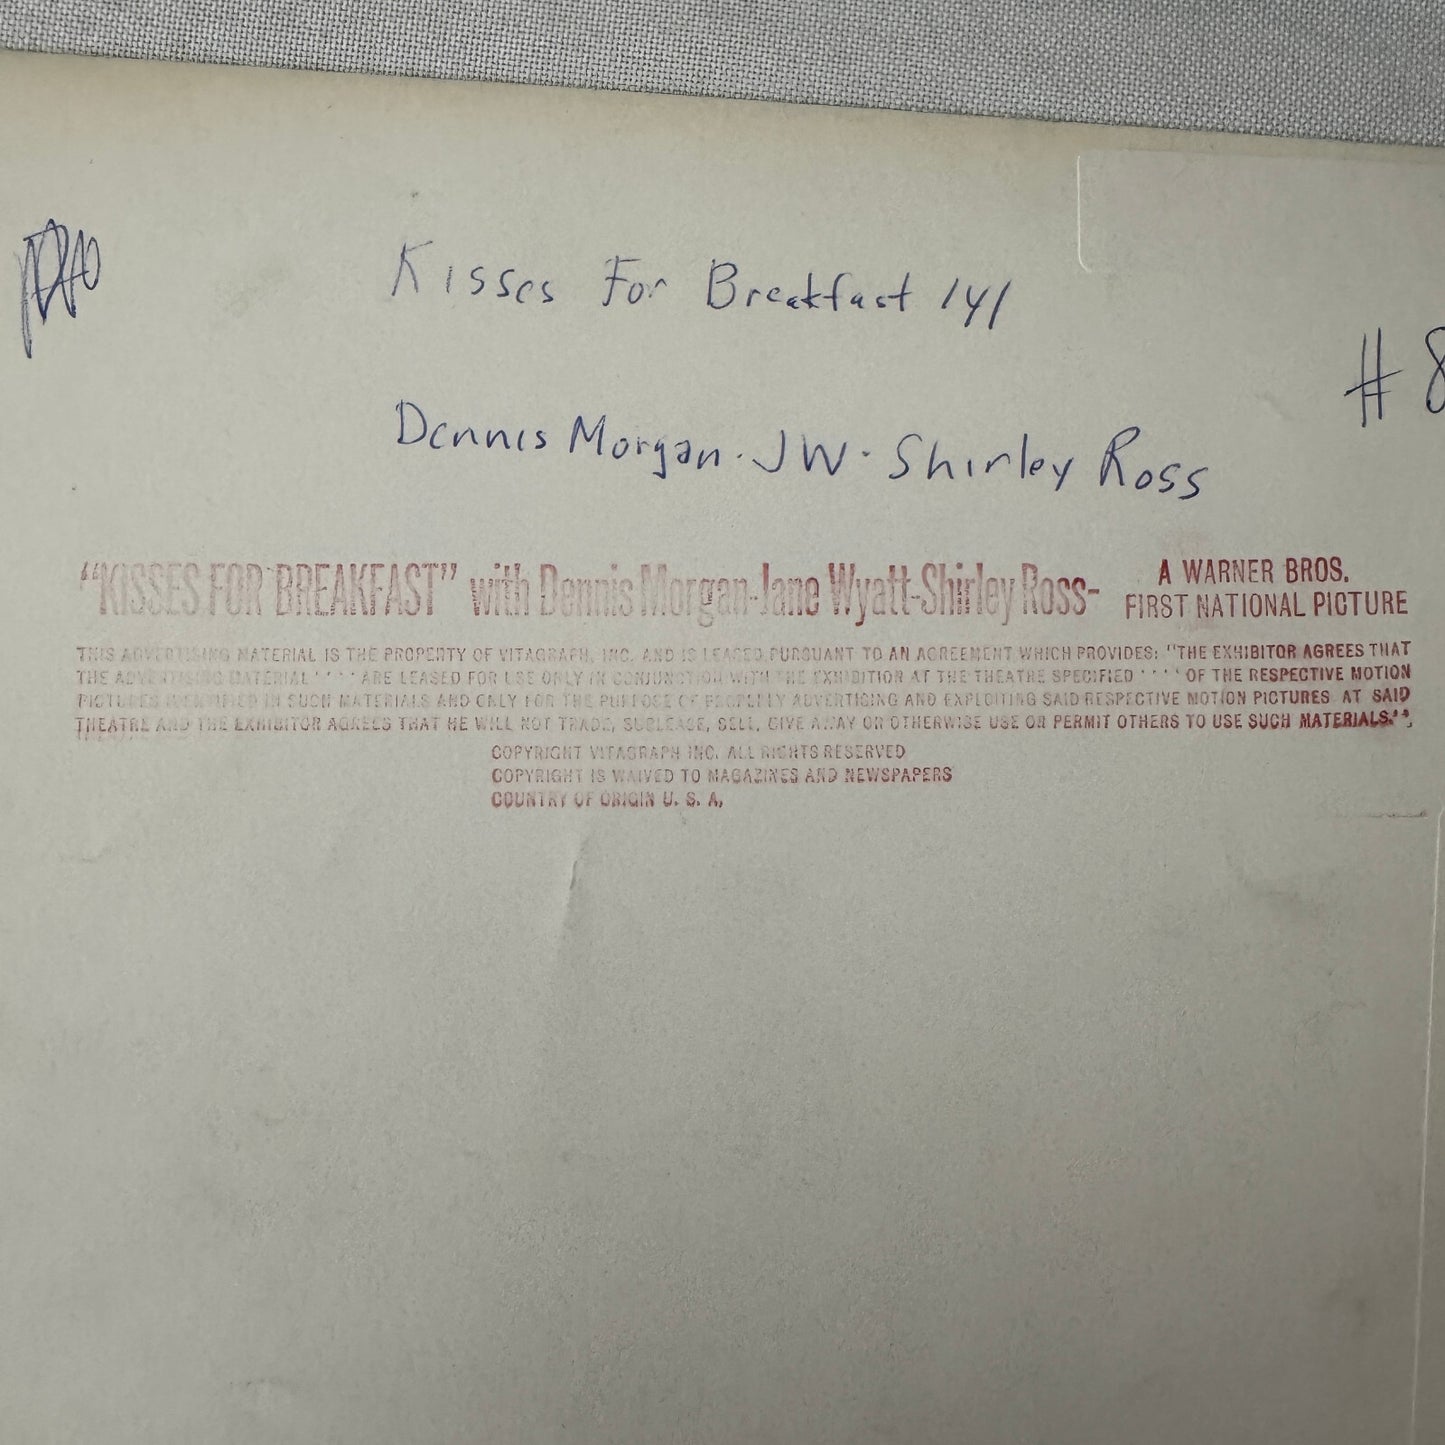 Kisses For Breakfast 141
# 8
Dennis Morgan · JW · Shirley Ross
"KISSES FOR BREAKFAST" with Dennis Morgan-Jane Wyatt-Shirley Ross-
A WARNER BROS.
FIRST NATIONAL PICTURE
THIS ADVERTISING MATERIAL IS THE PROPERTY OF VITAGRAPH, INC. AND IS LEASED PURSUANT TO AN AGREEMENT WHICH PROVIDES: "THE EXHIBITOR AGREES THAT
THE ADVERTISING MATERIAL ' ' ' ' ARE LEASED FOR USE ONLY IN CONJUNCTION WITH THE EXHIBITION AT THE THEATRE SPECIFIED ' ' ' ' OF THE RESPECTIVE MOTION
PICTURES IDENTIFIED IN SUCH MATERIALS AND ONLY FOR THE PURPOSE OF PROPERLY ADVERTISING AND EXPLOITING SAID RESPECTIVE MOTION PICTURES AT SAID
THEATRE AND THE EXHIBITOR AGREES THAT HE WILL NOT TRADE, SUBLEASE, SELL, GIVE AWAY OR OTHERWISE USE OR PERMIT OTHERS TO USE SUCH MATERIALS.'",
COPYRIGHT VITAGRAPH INC. ALL RIGHTS RESERVED
COPYRIGHT IS WAIVED TO MAGAZINES AND NEWSPAPERS
COUNTRY OF ORIGIN U. S. A,